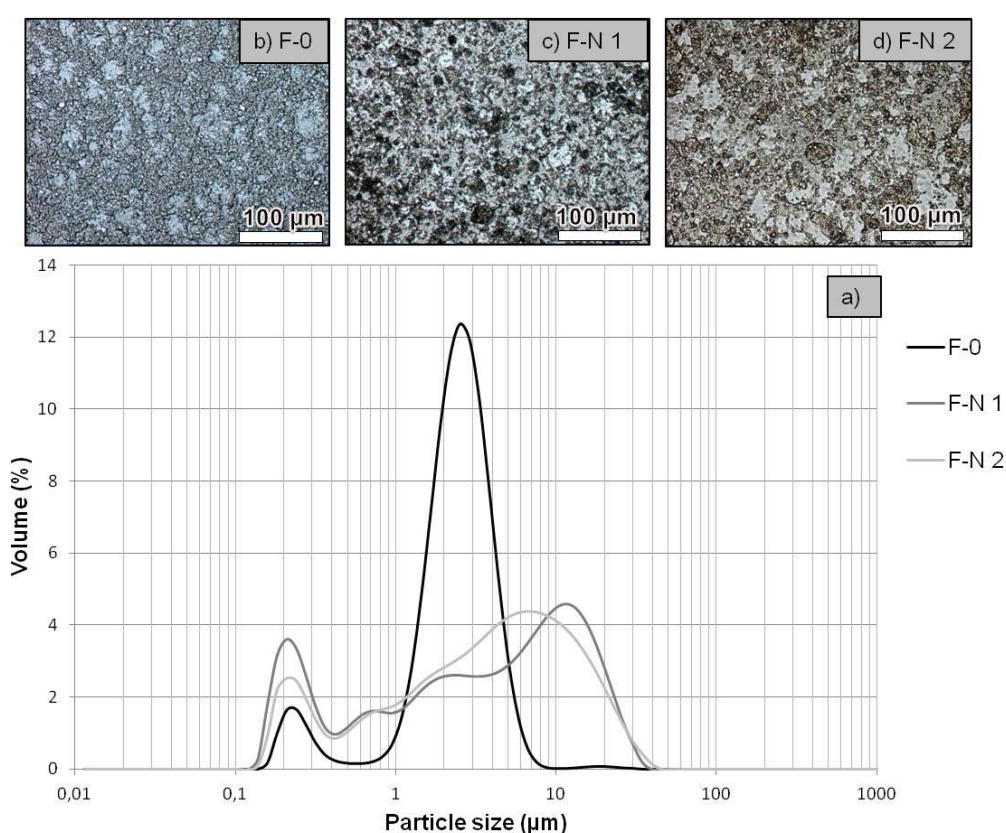 b) F-0
c) F-N 1
d) F-N 2
100 µm
100 µm
100 µm
a)
14
12
10
8
6
4
2
0
Volume (%)
0,01
0,1
1
10
100
1000
Particle size (µm)
F-0
F-N 1
F-N 2